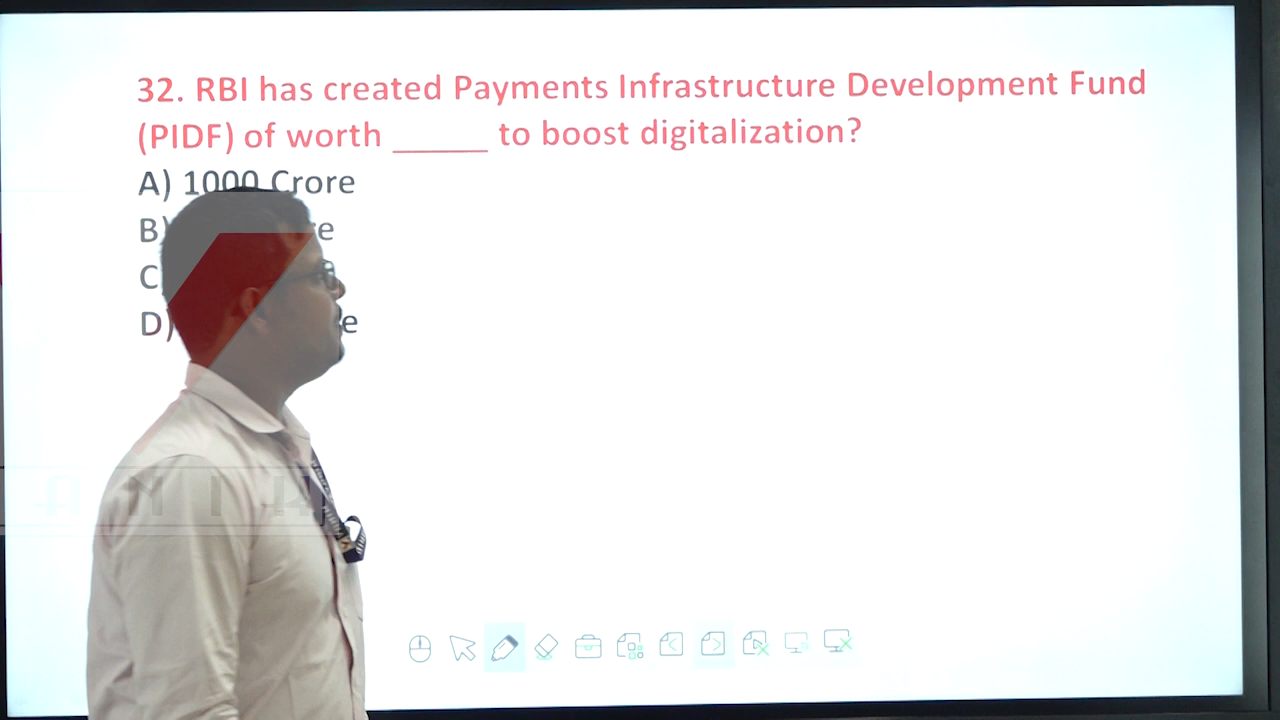 32. RBI has created Payments Infrastructure Development Fund
(PIDF) of worth ______ to boost digitalization?
A) 1000 Crore
B)
C
D)